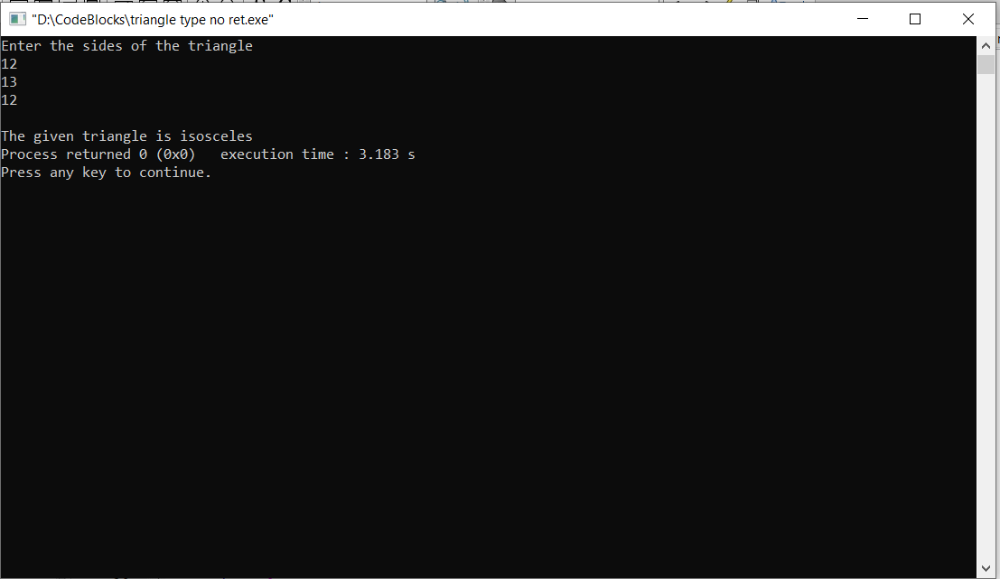 "D:\CodeBlocks\triangle type no ret.exe"
Enter the sides of the triangle
12
13
12
The given triangle is isosceles
Process returned 0 (0x0)   execution time : 3.183 s
Press any key to continue.